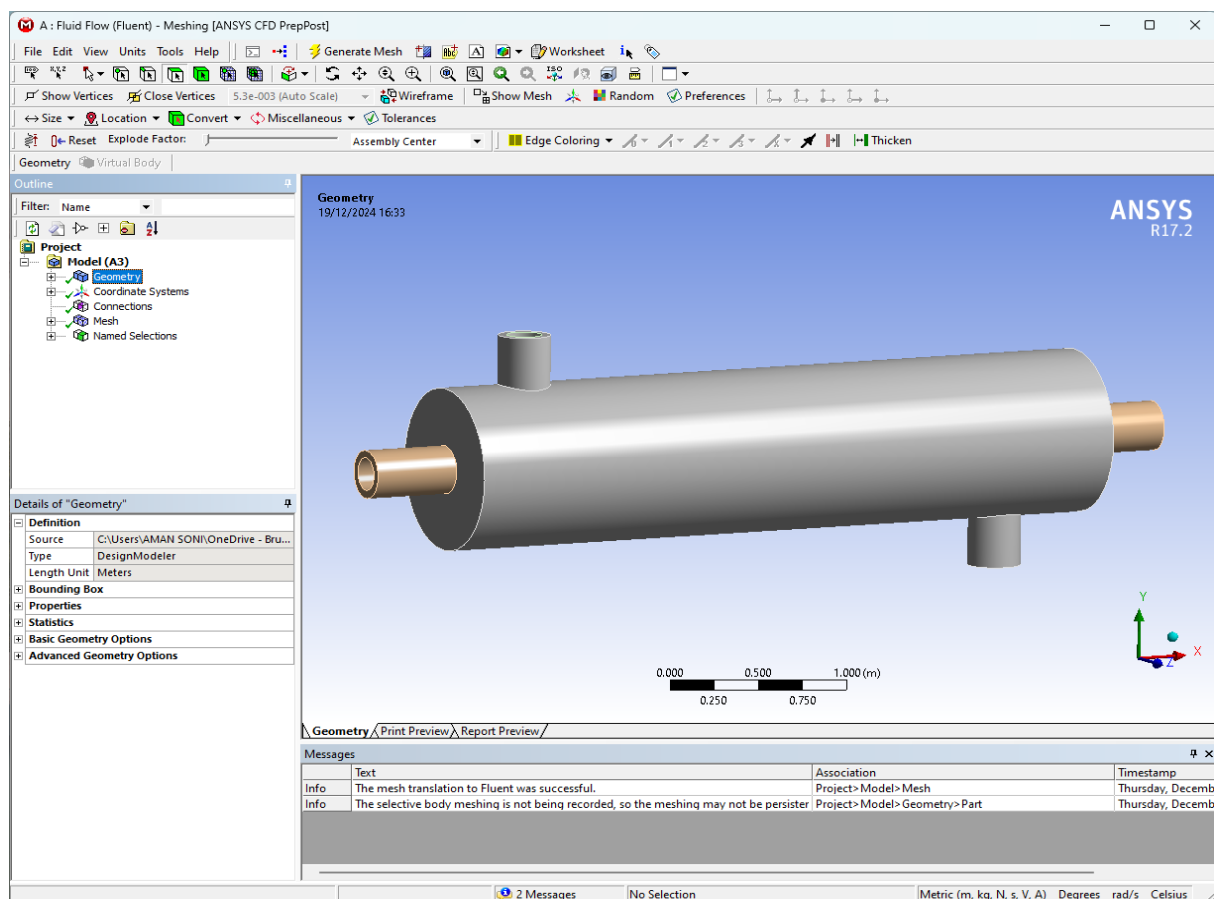 A : Fluid Flow (Fluent) - Meshing [ANSYS CFD PrepPost]
File Edit View Units Tools Help Generate Mesh Worksheet
Show Vertices Close Vertices 5.3e-003 (Auto Scale) Wireframe Show Mesh Random Preferences
Size Location Convert Miscellaneous Tolerances
Reset Explode Factor: Assembly Center Edge Coloring Thicken
Geometry Virtual Body
Outline
Filter: Name
Project
Model (A3)
Geometry
Coordinate Systems
Connections
Mesh
Named Selections
Details of "Geometry"
Definition
Source C:\Users\AMAN SONI\OneDrive - Bru...
Type DesignModeler
Length Unit Meters
Bounding Box
Properties
Statistics
Basic Geometry Options
Advanced Geometry Options
Geometry
19/12/2024 16:33
ANSYS
R17.2
Y
X
Z
0.000 0.500 1.000 (m)
0.250 0.750
Geometry Print Preview Report Preview
Messages
Text Association Timestamp
Info The mesh translation to Fluent was successful. Project>Model>Mesh Thursday, Decemb
Info The selective body meshing is not being recorded, so the meshing may not be persister Project>Model>Geometry>Part Thursday, Decemb
2 Messages No Selection Metric (m, kg, N, s, V, A) Degrees rad/s Celsius